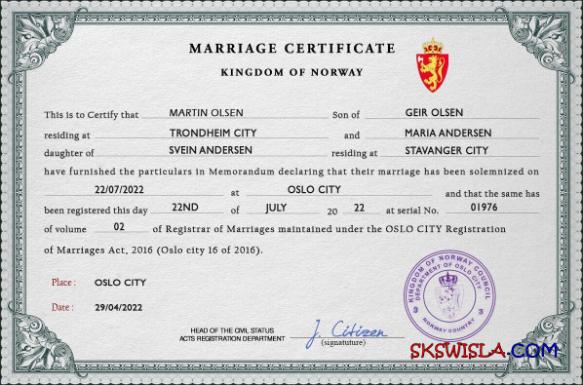 MARRIAGE CERTIFICATE
KINGDOM OF NORWAY
This is to Certify that MARTIN OLSEN Son of GEIR OLSEN
residing at TRONDHEIM CITY and MARIA ANDERSEN
daughter of SVEIN ANDERSEN residing at STAVANGER CITY
have furnished the particulars in Memorandum declaring that their marriage has been solemnized on
22/07/2022 at OSLO CITY and that the same has
been registered this day 22ND of JULY 20 22 at serial No. 01976
of volume 02 of Registrar of Marriages maintained under the OSLO CITY Registration
of Marriages Act, 2016 (Oslo city 16 of 2016).
Place : OSLO CITY
Date : 29/04/2022
KINGDOM OF NORWAY COUNCIL
DEPARTMENT OF OSLO CITY
NORWAY COUNTRY
HEAD OF THE CIVIL STATUS
ACTS REGISTRATION DEPARTMENT J. Citizen
(signatuture)
SKSWISLA.COM